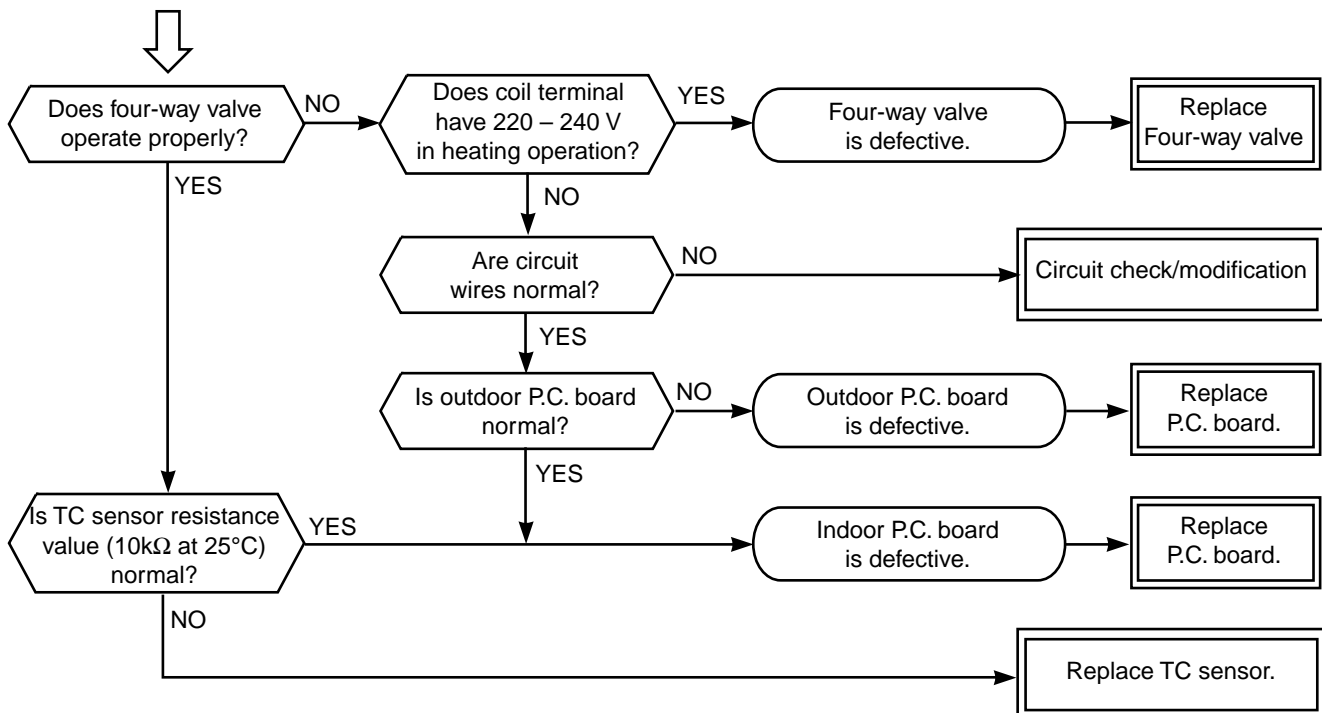 Does four-way valve
operate properly?
NO
Does coil terminal
have 220 – 240 V
in heating operation?
YES
Four-way valve
is defective.
Replace
Four-way valve
YES
NO
Are circuit
wires normal?
NO
Circuit check/modification
YES
Is outdoor P.C. board
normal?
NO
Outdoor P.C. board
is defective.
Replace
P.C. board.
YES
Is TC sensor resistance
value (10kΩ at 25°C)
normal?
YES
Indoor P.C. board
is defective.
Replace
P.C. board.
NO
Replace TC sensor.